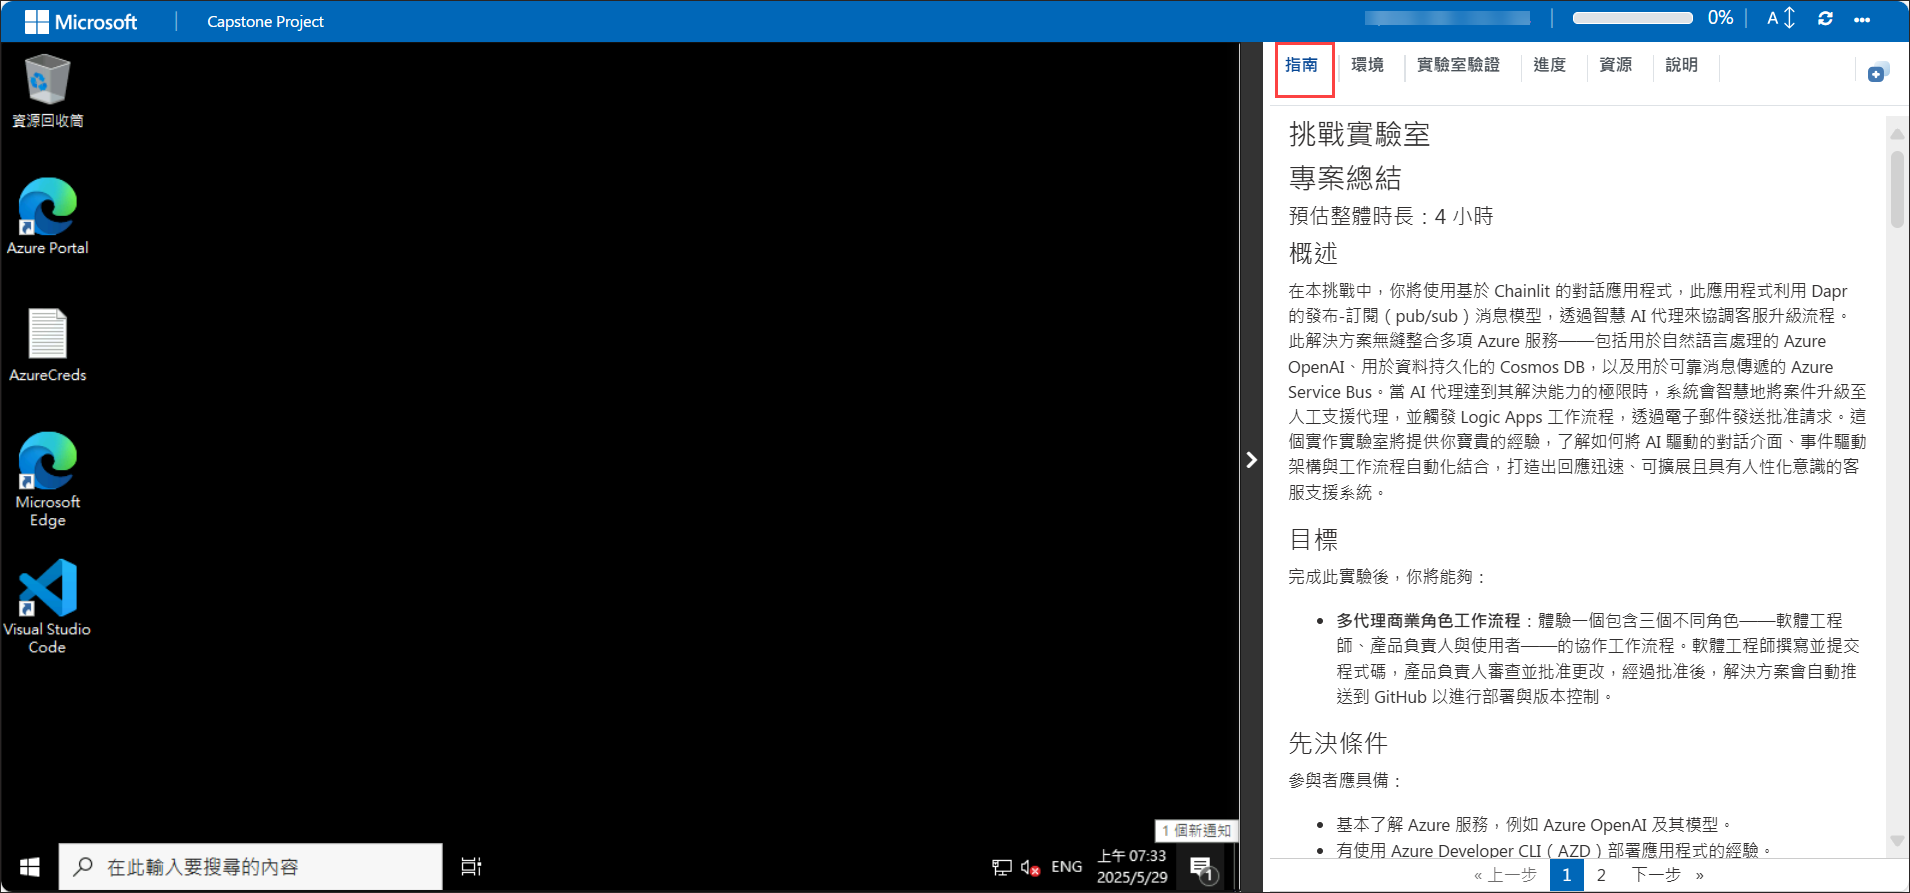 Microsoft
Capstone Project
0%
A
資源回收筒
Azure Portal
AzureCreds
Microsoft
Edge
Visual Studio
Code
在此輸入要搜尋的內容
1 個新通知
ENG
上午 07:33
2025/5/29
1
指南
環境
實驗室驗證
進度
資源
說明
挑戰實驗室
專案總結
預估整體時長：4 小時
概述
在本挑戰中，你將使用基於 Chainlit 的對話應用程式，此應用程式利用 Dapr
的發布-訂閱（pub/sub）消息模型，透過智慧 AI 代理來協調客服升級流程。
此解決方案無縫整合多項 Azure 服務——包括用於自然語言處理的 Azure
OpenAI、用於資料持久化的 Cosmos DB，以及用於可靠消息傳遞的 Azure
Service Bus。當 AI 代理達到其解決能力的極限時，系統會智慧地將案件升級至
人工支援代理，並觸發 Logic Apps 工作流程，透過電子郵件發送批准請求。這
個實作實驗室將提供你寶貴的經驗，了解如何將 AI 驅動的對話介面、事件驅動
架構與工作流程自動化結合，打造出回應迅速、可擴展且具有人性化意識的客
服支援系統。
目標
完成此實驗後，你將能夠：
• 多代理商業角色工作流程：體驗一個包含三個不同角色——軟體工程
師、產品負責人與使用者——的協作工作流程。軟體工程師撰寫並提交
程式碼，產品負責人審查並批准更改，經過批准後，解決方案會自動推
送到 GitHub 以進行部署與版本控制。
先決條件
參與者應具備：
• 基本了解 Azure 服務，例如 Azure OpenAI 及其模型。
• 有使用 Azure Developer CLI（AZD）部署應用程式的經驗。
« 上一步
1
2
下一步 »